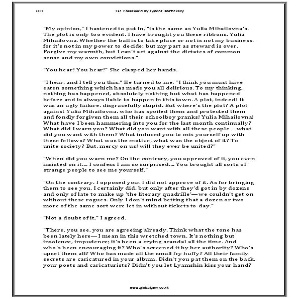 "My opinion," I hastened to put in, "is the same as Yulia Mihailovna's.
The plot is only too evident. I have brought you these ribbons, Yulia
Mihailovna. Whether the ball is to take place or not is not my business,
for it's not in my power to decide; but my part as steward is over.
Forgive my warmth, but I can't act against the dictates of common
sense and my own convictions."
"You hear! You hear!" She clasped her hands.
"I hear, and I tell you this." He turned to me. "I think you must have
eaten something which has made you all delirious. To my thinking,
nothing has happened, absolutely nothing but what has happened
before and is always liable to happen in this town. A plot, indeed! It
was an ugly failure, disgracefully stupid. But where's the plot? A plot
against Yulia Mihailovna, who has spoiled them and protected them
and fondly forgiven them all their schoolboy pranks! Yulia Mihailovna!
What have I been hammering into you for the last month continually?
What did I warn you? What did you want with all these people—what
did you want with them? What induced you to mix yourself up with
these fellows? What was the motive, what was the object of it? To
unite society? But, mercy on us! will they ever be united?"
"When did you warn me? On the contrary, you approved of it, you even
insisted on it.... I confess I am so surprised.... You brought all sorts of
strange people to see me yourself."
"On the contrary, I opposed you; I did not approve of it. As for bringing
them to see you, I certainly did, but only after they'd got in by dozens
and only of late to make up 'the literary quadrille'—we couldn't get on
without these rogues. Only I don't mind betting that a dozen or two
more of the same sort were let in without tickets to-day."
"Not a doubt of it," I agreed.
"There, you see, you are agreeing already. Think what the tone has
been lately here—I mean in this wretched town. It's nothing but
insolence, impudence; it's been a crying scandal all the time. And
who's been encouraging it? Who's screened it by her authority? Who's
upset them all? Who has made all the small fry huffy? All their family
secrets are caricatured in your album. Didn't you pat them on the back,
your poets and caricaturists? Didn't you let Lyamshin kiss your hand?